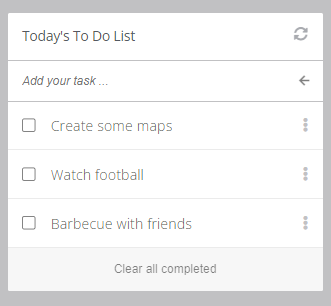 Today's To Do List
Add your task ...
Create some maps
Watch football
Barbecue with friends
Clear all completed